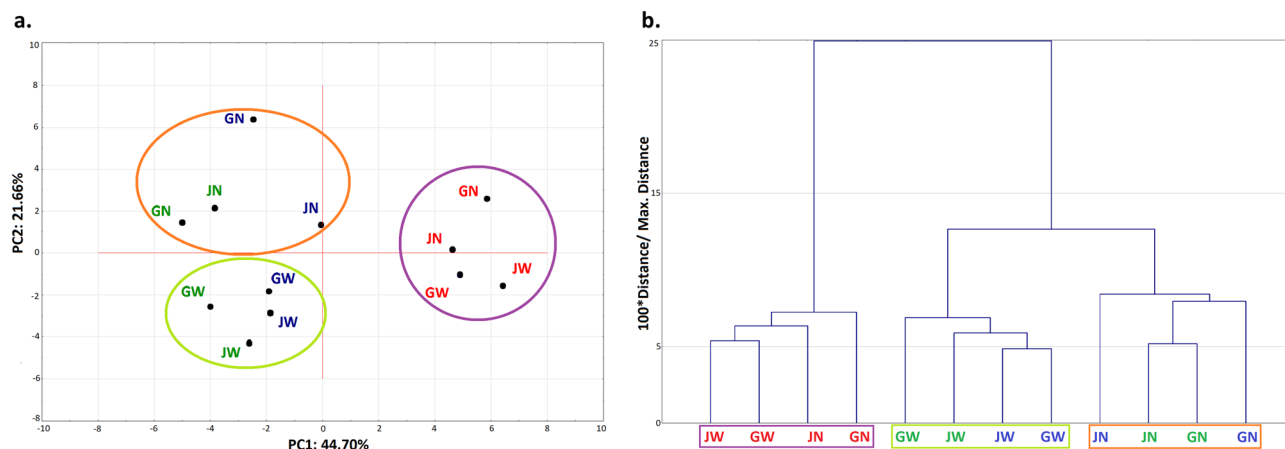 a.
10
8
6
4
2
0
-2
-4
-6
-8
PC2: 21.66%
-10 -8 -6 -4 -2 0 2 4 6 8 10
PC1: 44.70%
GN
JN
GN
JN
GN
JN
JW
GW
GW
GW
JW
JW
b.
25
15
5
0
100*Distance/ Max. Distance
JW GW JN GN GW JW JW GW JN JN GN GN